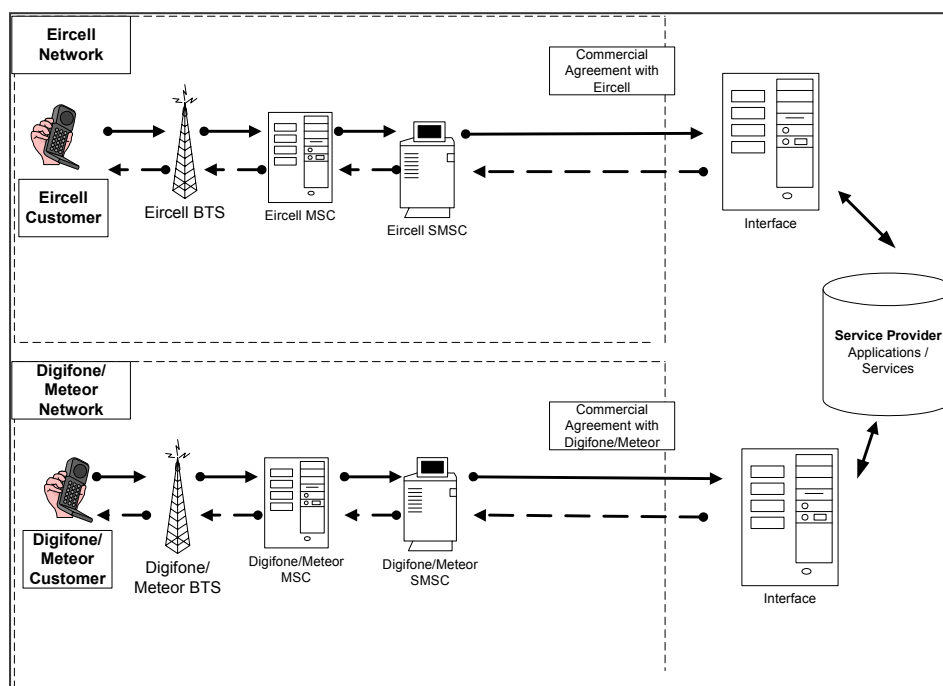 Eircell
Network
Commercial
Agreement with
Eircell
Eircell
Customer
Eircell BTS
Eircell MSC
Eircell SMSC
Interface
Service Provider
Applications /
Services
Digifone/
Meteor
Network
Commercial
Agreement with
Digifone/Meteor
Digifone/
Meteor
Customer
Digifone/
Meteor BTS
Digifone/Meteor
MSC
Digifone/Meteor
SMSC
Interface